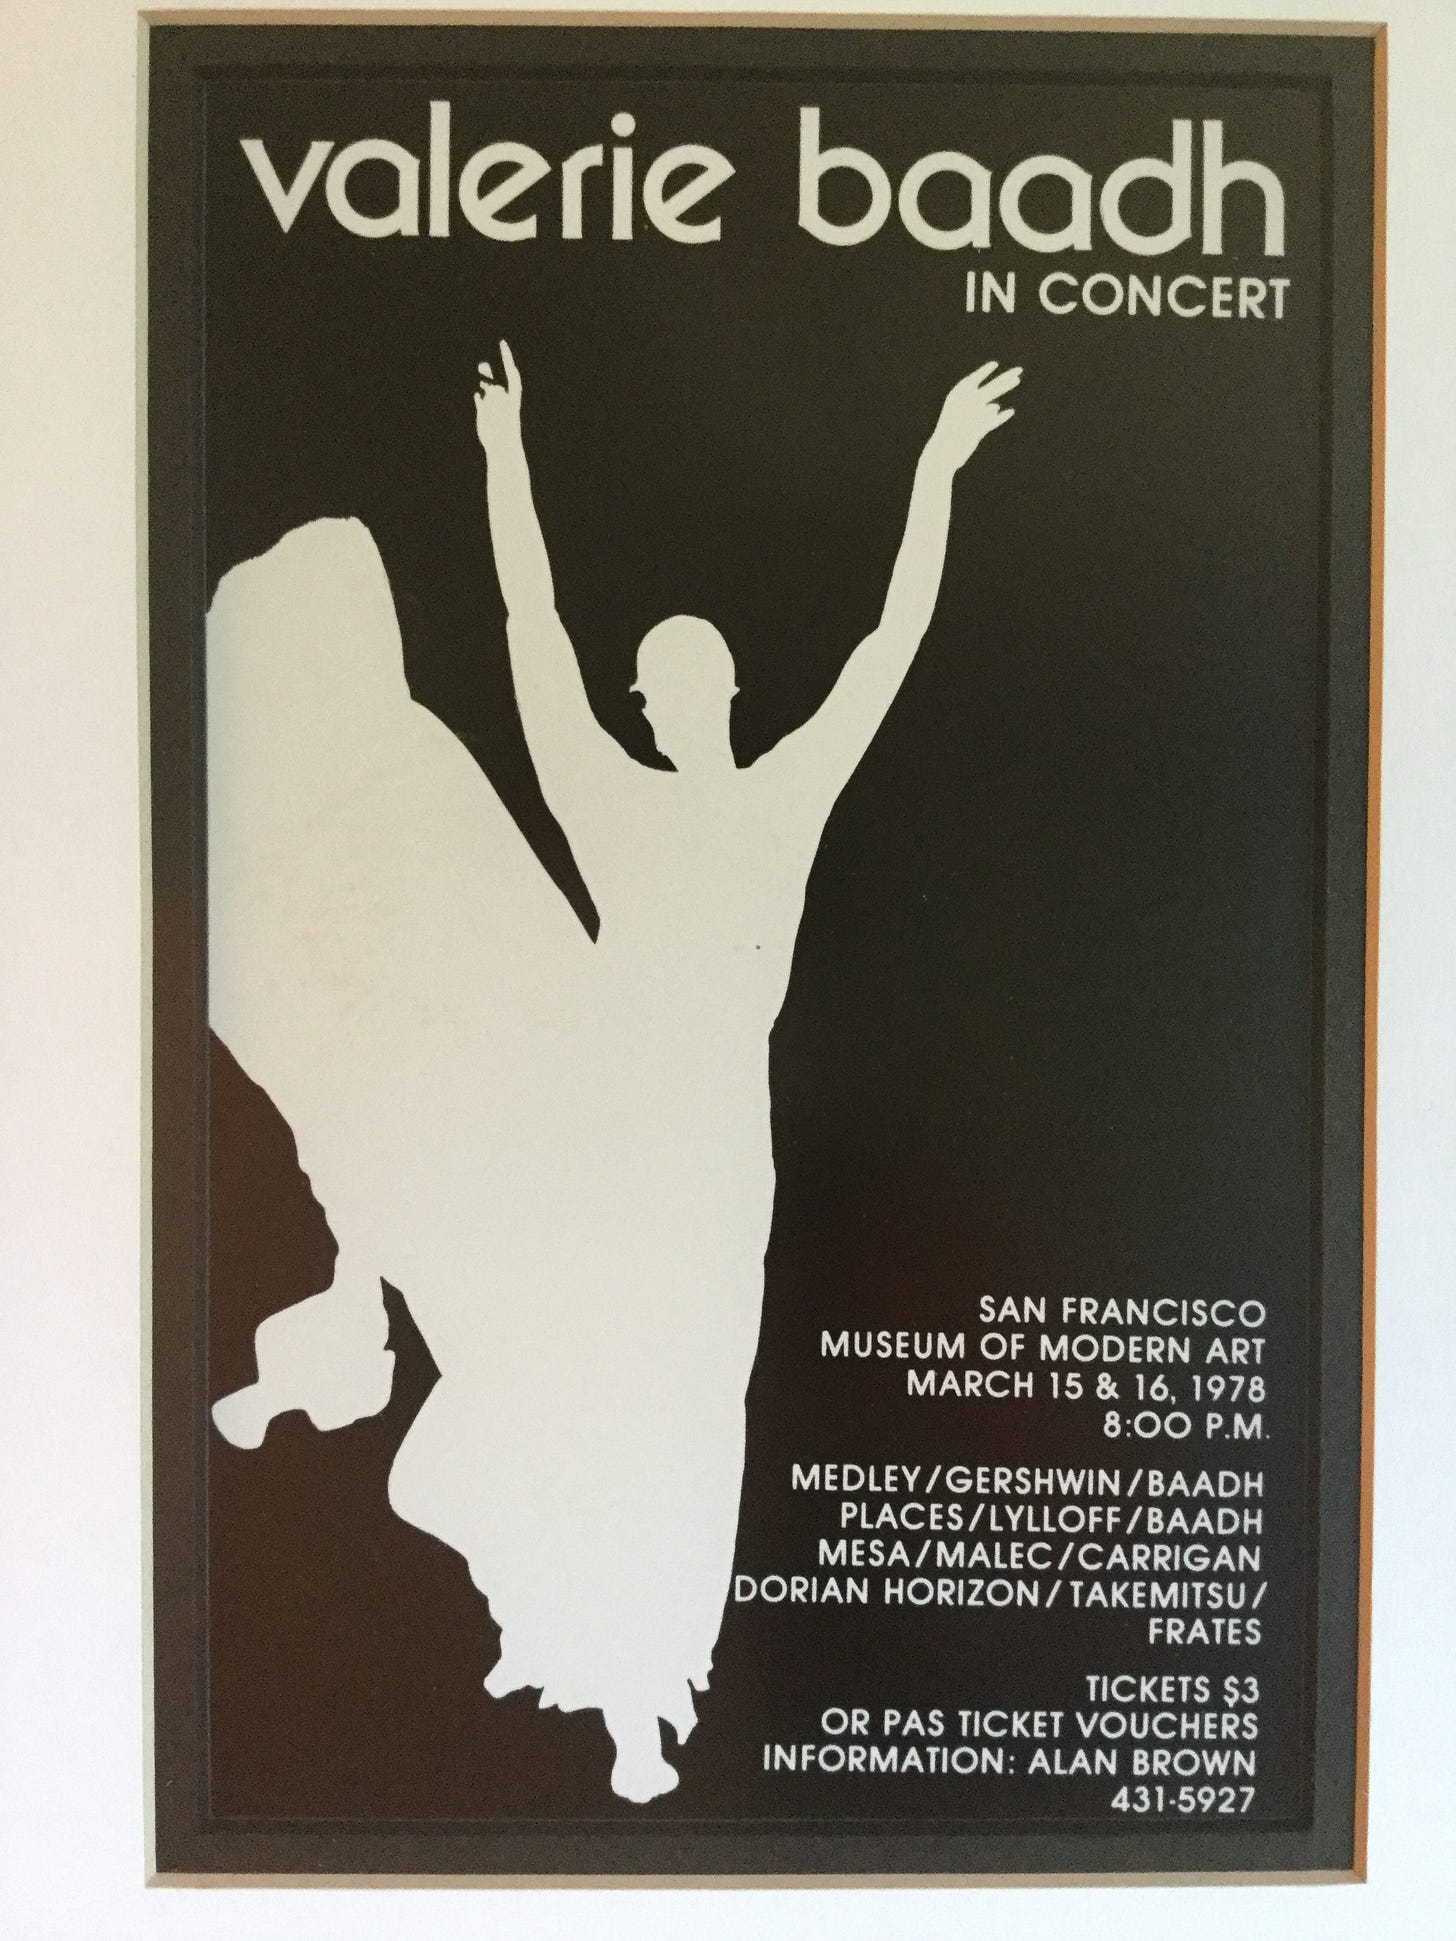 valerie baadh
IN CONCERT
SAN FRANCISCO
MUSEUM OF MODERN ART
MARCH 15 & 16, 1978
8:00 P.M.
MEDLEY/GERSHWIN/BAADH
PLACES/LYLLOFF/BAADH
MESA/MALEC/CARRIGAN
DORIAN HORIZON/TAKEMITSU/
FRATES
TICKETS $3
OR PAS TICKET VOUCHERS
INFORMATION: ALAN BROWN
431-5927